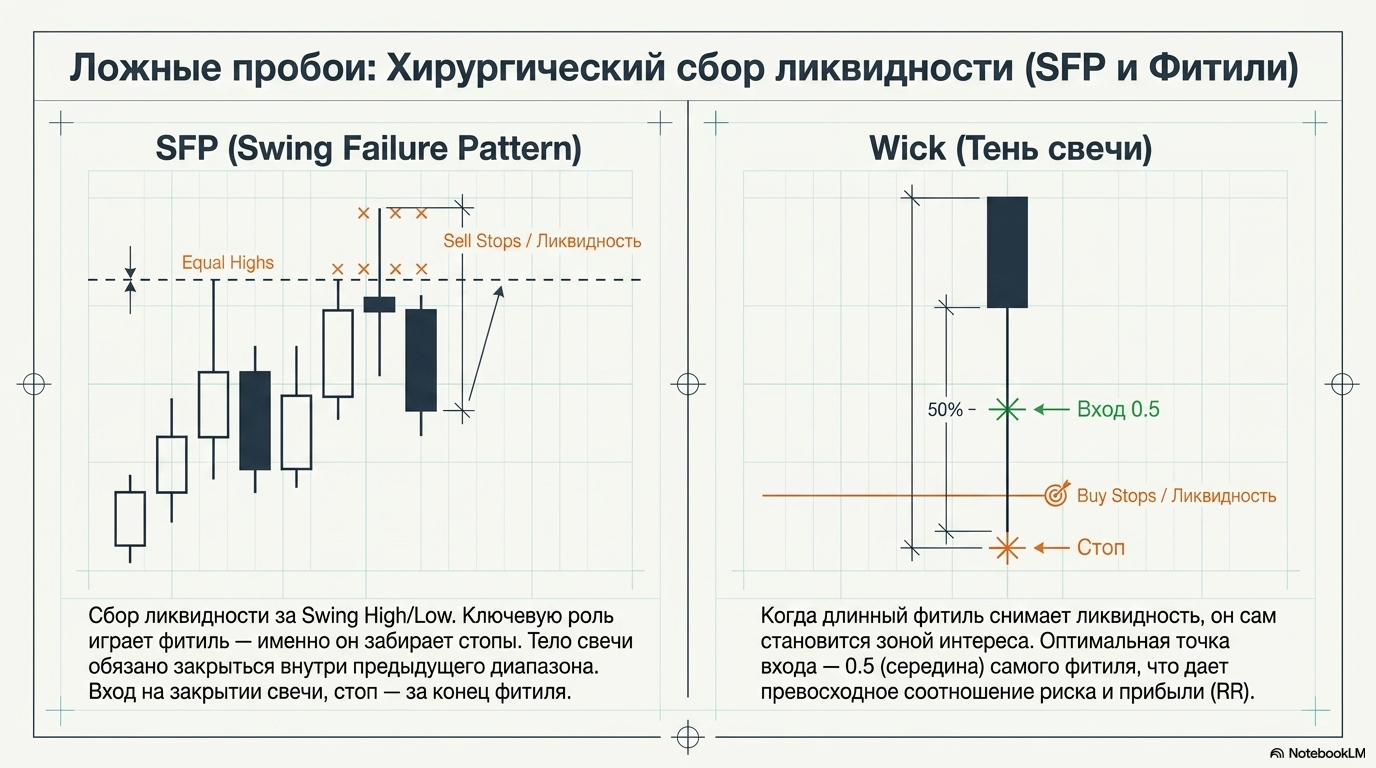 Ложные пробои: Хирургический сбор ликвидности (SFP и Фитили)
SFP (Swing Failure Pattern)
Equal Highs
Sell Stops / Ликвидность
Сбор ликвидности за Swing High/Low. Ключевую роль
играет фитиль — именно он забирает стопы. Тело свечи
обязано закрыться внутри предыдущего диапазона.
Вход на закрытии свечи, стоп — за конец фитиля.
Wick (Тень свечи)
50%
Вход 0.5
Buy Stops / Ликвидность
Стоп
Когда длинный фитиль снимает ликвидность, он сам
становится зоной интереса. Оптимальная точка
входа — 0.5 (середина) самого фитиля, что дает
превосходное соотношение риска и прибыли (RR).
NotebookLM